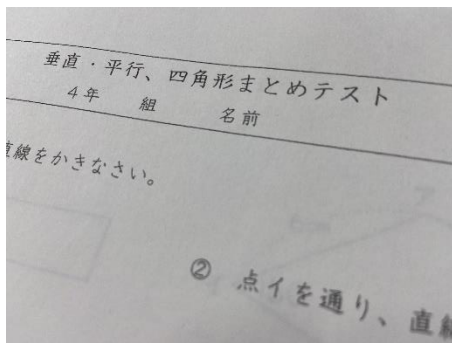 垂直・平行、四角形まとめテスト
4年 組 名前
直線をかきなさい。
② 点イを通り、直線